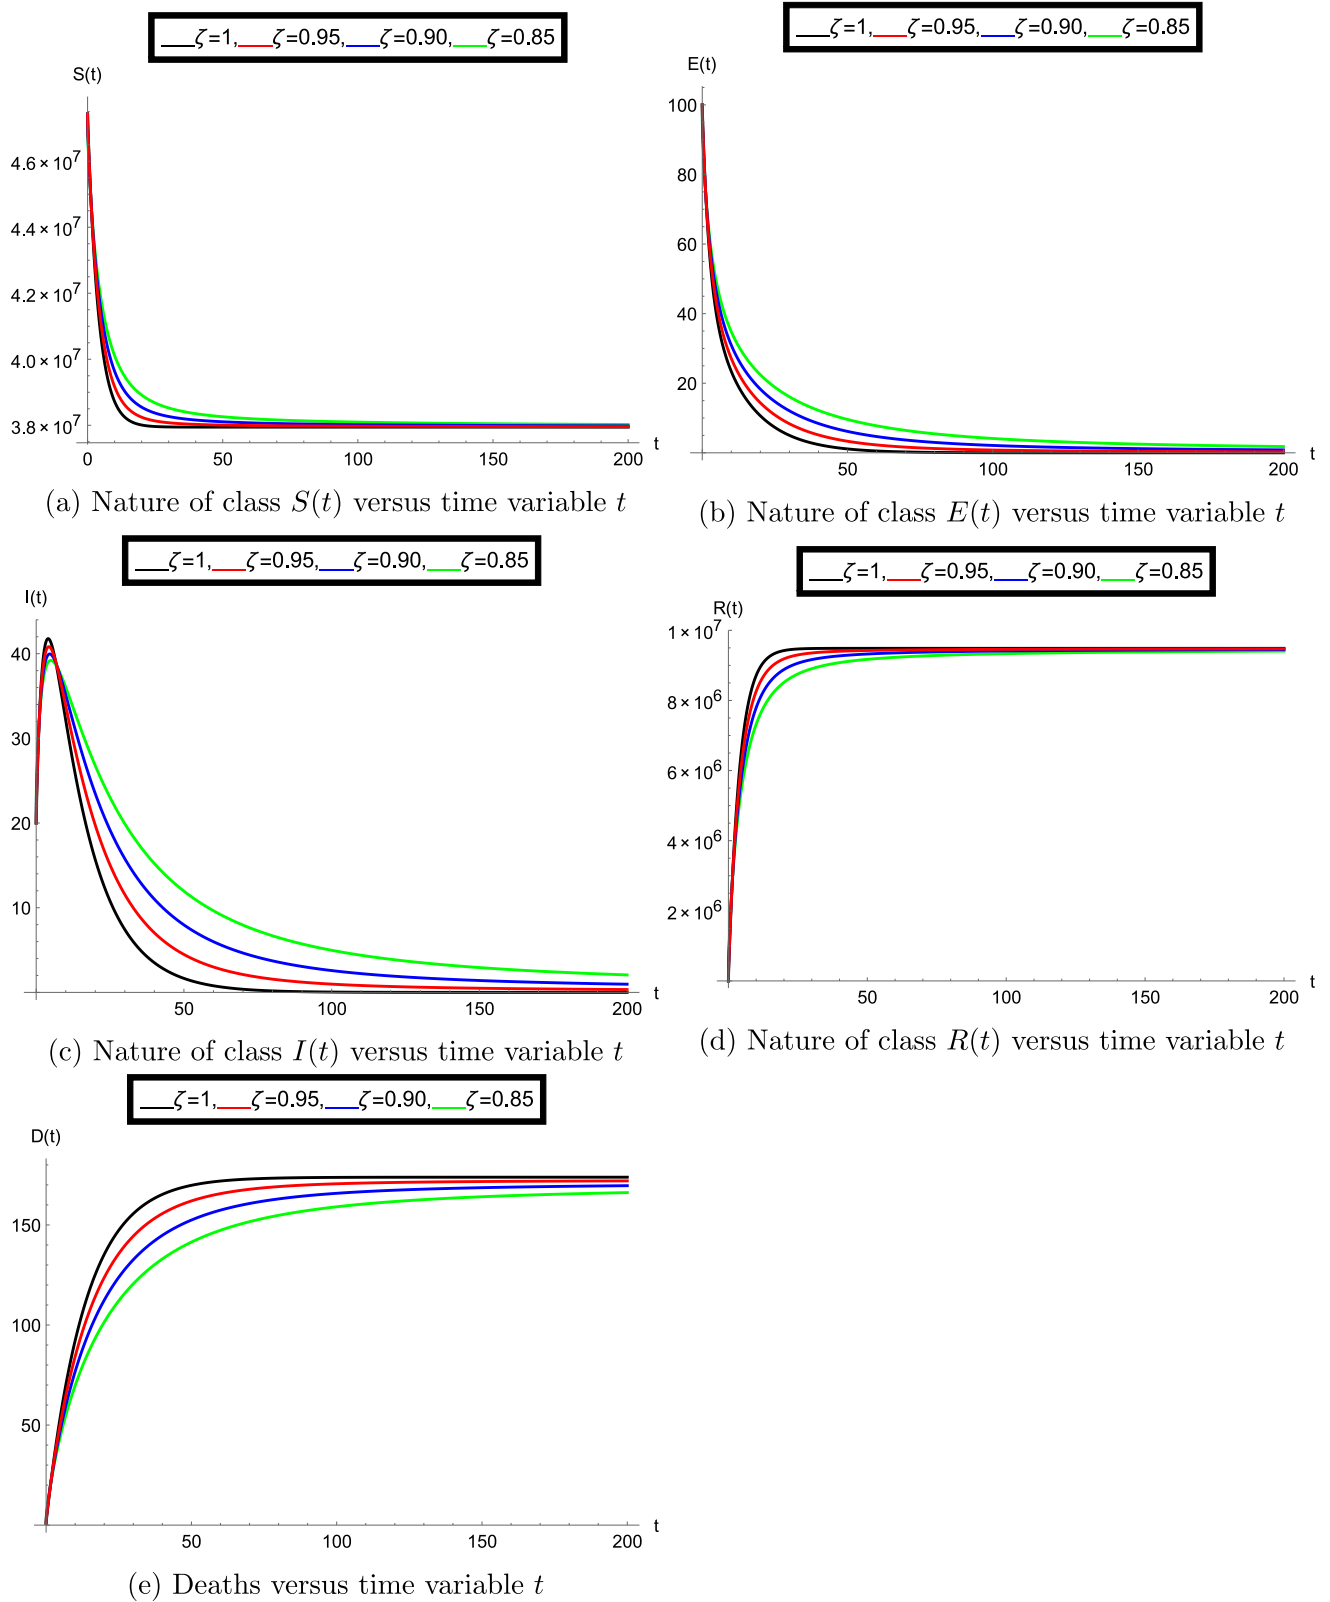 ζ=1, ζ=0.95, ζ=0.90, ζ=0.85
S(t)
4.6×10^7
4.4×10^7
4.2×10^7
4.0×10^7
3.8×10^7
0 50 100 150 200 t
(a) Nature of class S(t) versus time variable t
ζ=1, ζ=0.95, ζ=0.90, ζ=0.85
E(t)
100
80
60
40
20
50 100 150 200 t
(b) Nature of class E(t) versus time variable t
ζ=1, ζ=0.95, ζ=0.90, ζ=0.85
I(t)
40
30
20
10
50 100 150 200 t
(c) Nature of class I(t) versus time variable t
ζ=1, ζ=0.95, ζ=0.90, ζ=0.85
R(t)
1×10^7
8×10^6
6×10^6
4×10^6
2×10^6
50 100 150 200 t
(d) Nature of class R(t) versus time variable t
ζ=1, ζ=0.95, ζ=0.90, ζ=0.85
D(t)
150
100
50
50 100 150 200 t
(e) Deaths versus time variable t